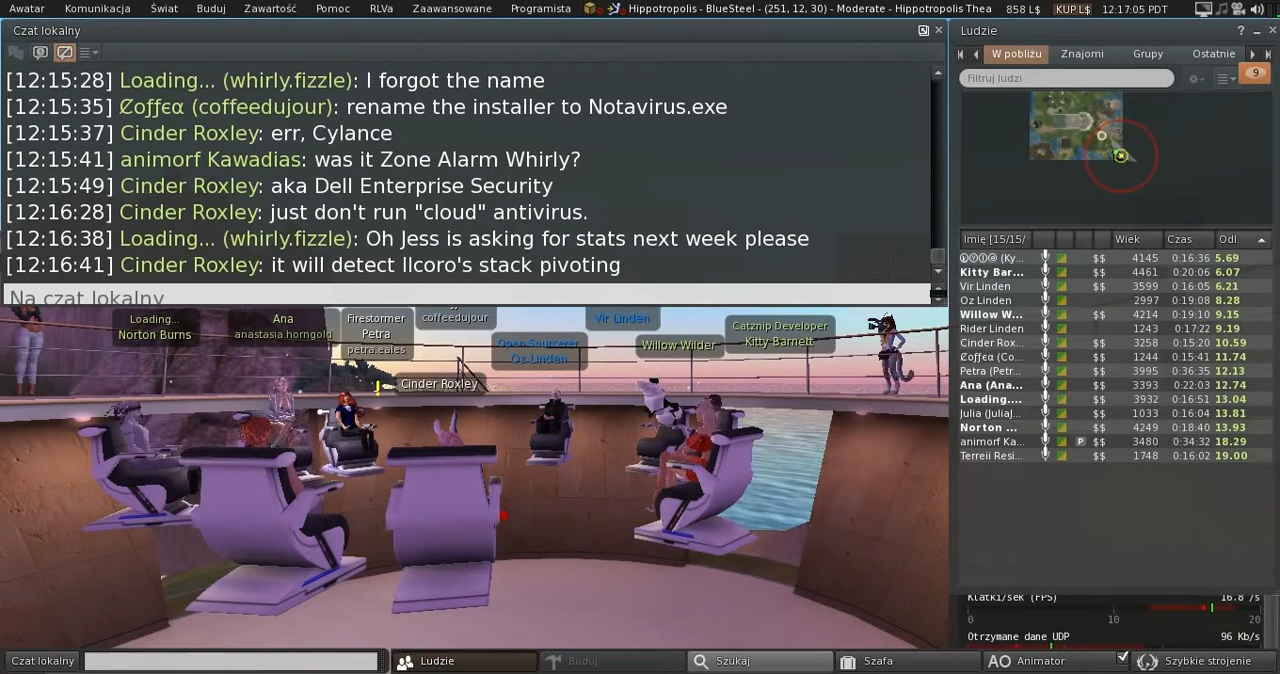 Awatar Komunikacja Świat Buduj Zawartość Pomoc RLVa Zaawansowane Programista Hippotropolis - BlueSteel - (251, 12, 30) - Moderate - Hippotropolis Thea 858 L$ KUP L$ 12:17:05 PDT
Czat lokalny
[12:15:28] Loading... (whirly.fizzle): I forgot the name
[12:15:35] Ȼoƒƒєα (coffeedujour): rename the installer to Notavirus.exe
[12:15:37] Cinder Roxley: err, Cylance
[12:15:41] animorf Kawadias: was it Zone Alarm Whirly?
[12:15:49] Cinder Roxley: aka Dell Enterprise Security
[12:16:28] Cinder Roxley: just don't run "cloud" antivirus.
[12:16:38] Loading... (whirly.fizzle): Oh Jess is asking for stats next week please
[12:16:41] Cinder Roxley: it will detect llcoro's stack pivoting
Na czat lokalny
Loading...
Norton Burns
Ana
anastasia.horngold
Firestormer
Petra
petra.eales
coffeedujour
Open Sourcerer
Oz Linden
Vir Linden
Willow Wilder
Catznip Developer
Kitty Barnett
Cinder Roxley
Ludzie
? _ ×
W pobliżu Znajomi Grupy Ostatnie
Filtruj ludzi
9
Imię [15/15/ Wiek Czas Odl.
(Ky... $$ 4145 0:16:36 5.69
Kitty Bar... 4461 0:20:06 6.07
Vir Linden $$ 3599 0:16:05 6.21
Oz Linden 2997 0:19:08 8.28
Willow W... $$ 4214 0:19:10 9.15
Rider Linden 1243 0:17:22 9.19
Cinder Rox... $$ 3258 0:15:20 10.59
Ȼoƒƒєα (Co... $$ 1244 0:15:41 11.74
Petra (Petr... $$ 3995 0:36:35 12.13
Ana (Ana... $$ 3393 0:22:03 12.74
Loading.... $$ 3932 0:16:51 13.04
Julia (JuliaJ... $$ 1033 0:16:04 13.81
Norton ... $$ 4249 0:18:40 13.93
animorf Ka... P $$ 3480 0:34:32 18.29
Terreii Resi... $$ 1748 0:16:02 19.00
Klatki/sek (FPS) 16.8 /s
0 10 20
Otrzymane dane UDP 96 Kb/s
Czat lokalny Ludzie Buduj Szukaj Szafa AO Animator Szybkie strojenie